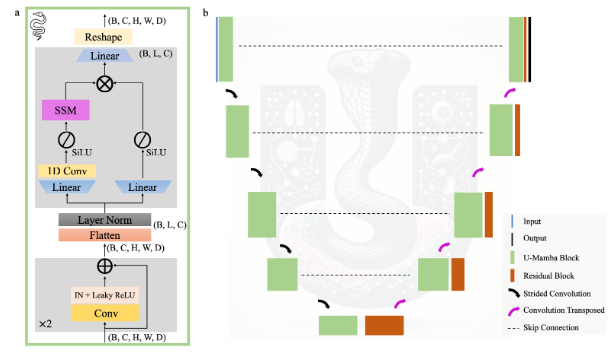 a
b
(B, C, H, W, D)
Reshape
Linear
(B, L, C)
SSM
SiLU
SiLU
1D Conv
Linear
Linear
Layer Norm
(B, L, C)
Flatten
(B, C, H, W, D)
IN + Leaky ReLU
Conv
×2
(B, C, H, W, D)
Input
Output
U-Mamba Block
Residual Block
Strided Convolution
Convolution Transposed
Skip Connection